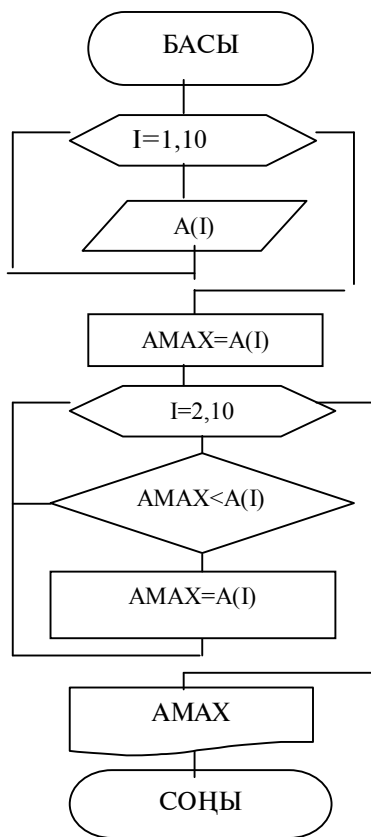 БАСЫ
I=1,10
A(I)
AMAX=A(I)
I=2,10
AMAX<A(I)
AMAX=A(I)
AMAX
СОҢЫ